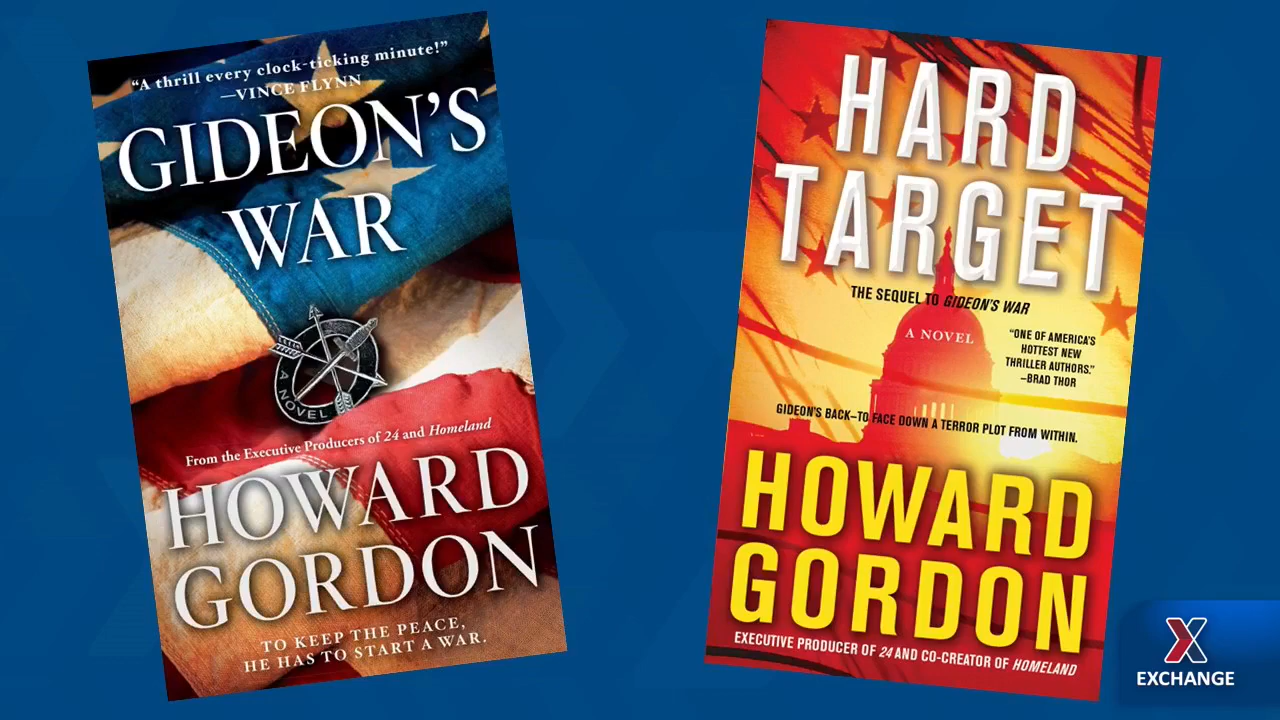 “A thrill every clock-ticking minute!”
—VINCE FLYNN
GIDEON’S
WAR
A NOVEL
From the Executive Producers of 24 and Homeland
HOWARD
GORDON
TO KEEP THE PEACE,
HE HAS TO START A WAR.
HARD
TARGET
THE SEQUEL TO GIDEON’S WAR
A NOVEL
“ONE OF AMERICA’S
HOTTEST NEW
THRILLER AUTHORS.”
–BRAD THOR
GIDEON’S BACK–TO FACE DOWN A TERROR PLOT FROM WITHIN.
HOWARD
GORDON
EXECUTIVE PRODUCER OF 24 AND CO-CREATOR OF HOMELAND
X
EXCHANGE